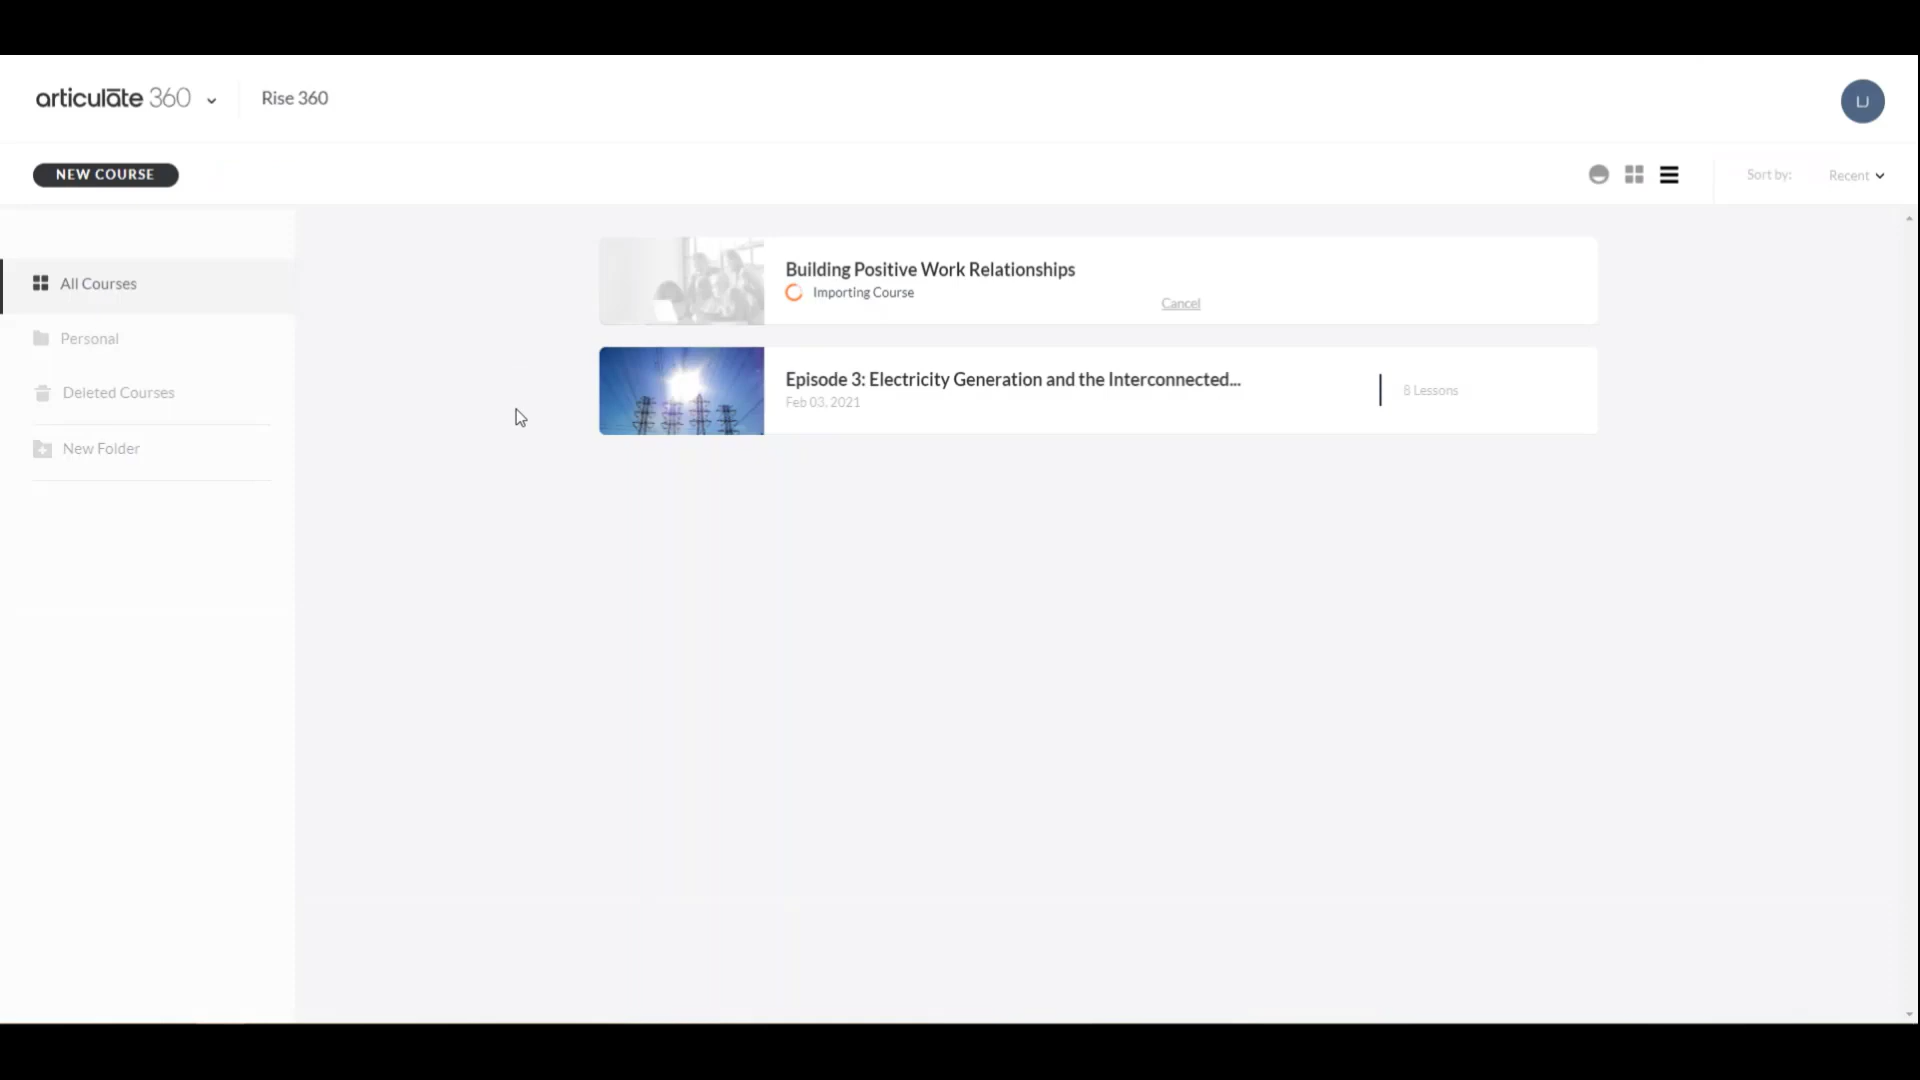 articulāte 360
Rise 360
NEW COURSE
Sort by:
Recent
All Courses
Personal
Deleted Courses
New Folder
Building Positive Work Relationships
Importing Course
Cancel
Episode 3: Electricity Generation and the Interconnected...
Feb 03, 2021
8 Lessons